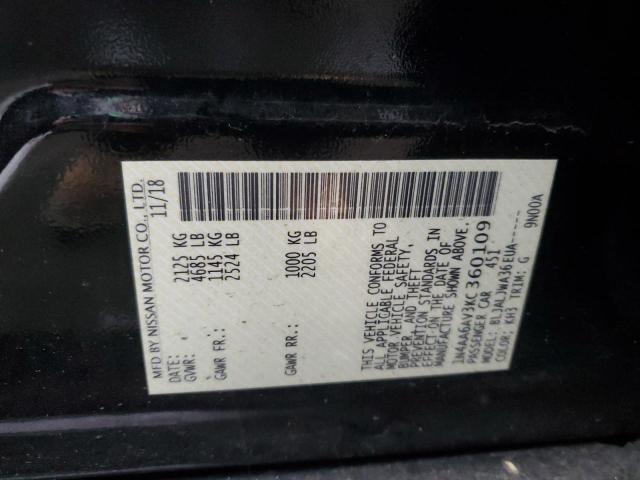 MFD BY NISSAN MOTOR CO., LTD.
DATE: 11/18
GVWR: 2125 KG
4685 LB
GAWR FR.: 1145 KG
2524 LB
GAWR RR.: 1000 KG
2205 LB
THIS VEHICLE CONFORMS TO
ALL APPLICABLE FEDERAL
MOTOR VEHICLE SAFETY,
BUMPER, AND THEFT
PREVENTION STANDARDS IN
EFFECT ON THE DATE OF
MANUFACTURE SHOWN ABOVE.
1N4AA6AV3KC360109
PASSENGER CAR 451
MODEL: BLJALJWA36EUA-----
COLOR: KH3 TRIM: G 9N00A